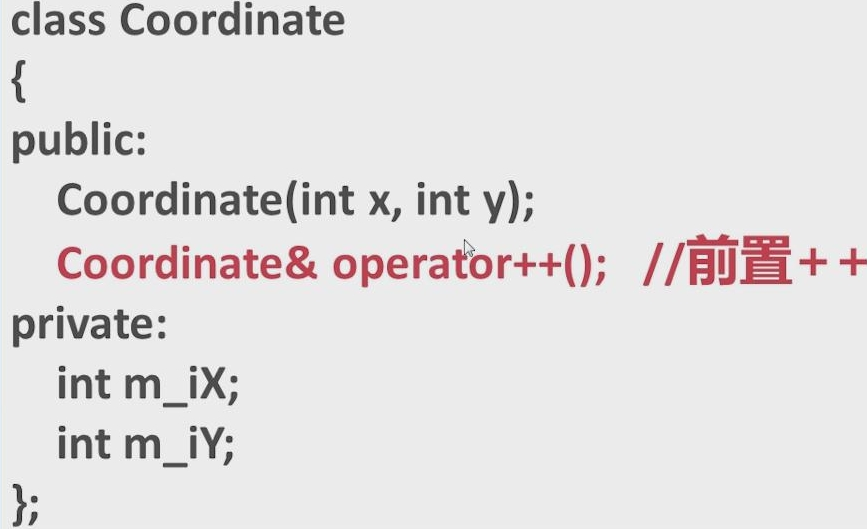 class Coordinate
{
public:
Coordinate(int x, int y);
Coordinate& operator++(); //前置++
private:
int m_iX;
int m_iY;
};